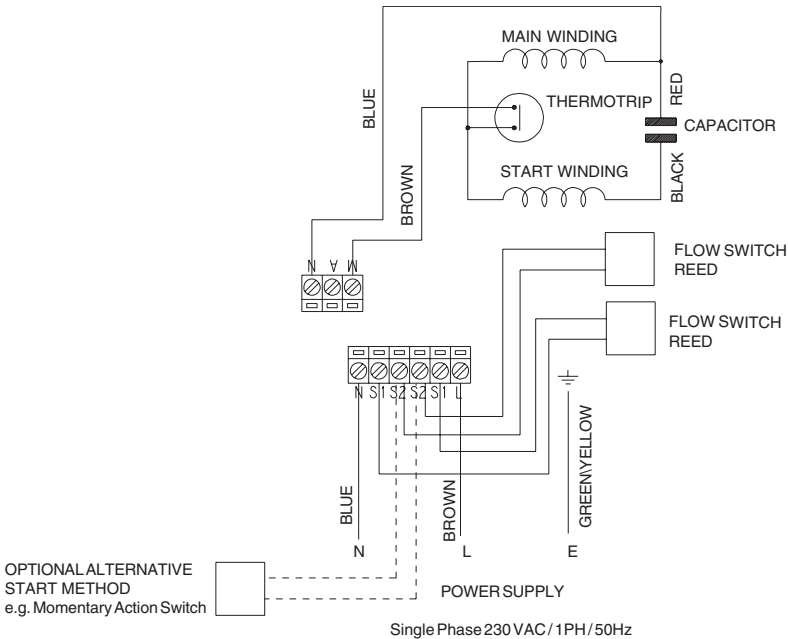 MAIN WINDING
THERMOTRIP
RED
BLUE
CAPACITOR
BLACK
START WINDING
BROWN
N A M
FLOW SWITCH
REED
FLOW SWITCH
REED
N S1 S2 S2 S1 L
GREEN\YELLOW
BLUE
BROWN
N
L
E
OPTIONAL ALTERNATIVE
START METHOD
e.g. Momentary Action Switch
POWER SUPPLY
Single Phase 230 VAC / 1PH / 50Hz